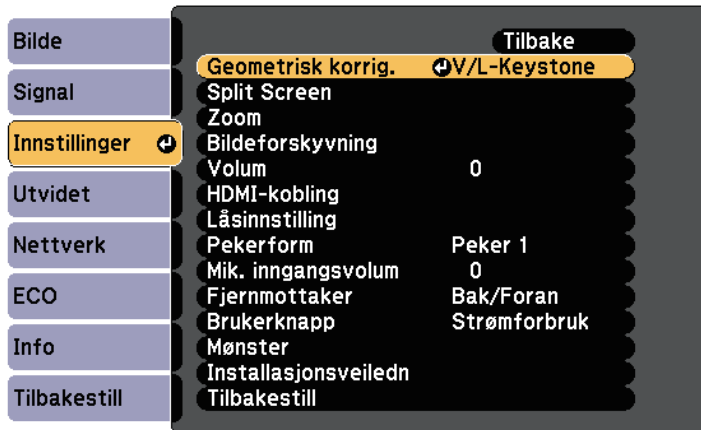 Bilde
Signal
Innstillinger
Utvidet
Nettverk
ECO
Info
Tilbakestill
Tilbake
Geometrisk korrig. V/L-Keystone
Split Screen
Zoom
Bildeforskyvning
Volum 0
HDMI-kobling
Låsinnstilling
Pekerform Peker 1
Mik. inngangsvolum 0
Fjernmottaker Bak/Foran
Brukerknapp Strømforbruk
Mønster
Installasjonsveiledn
Tilbakestill